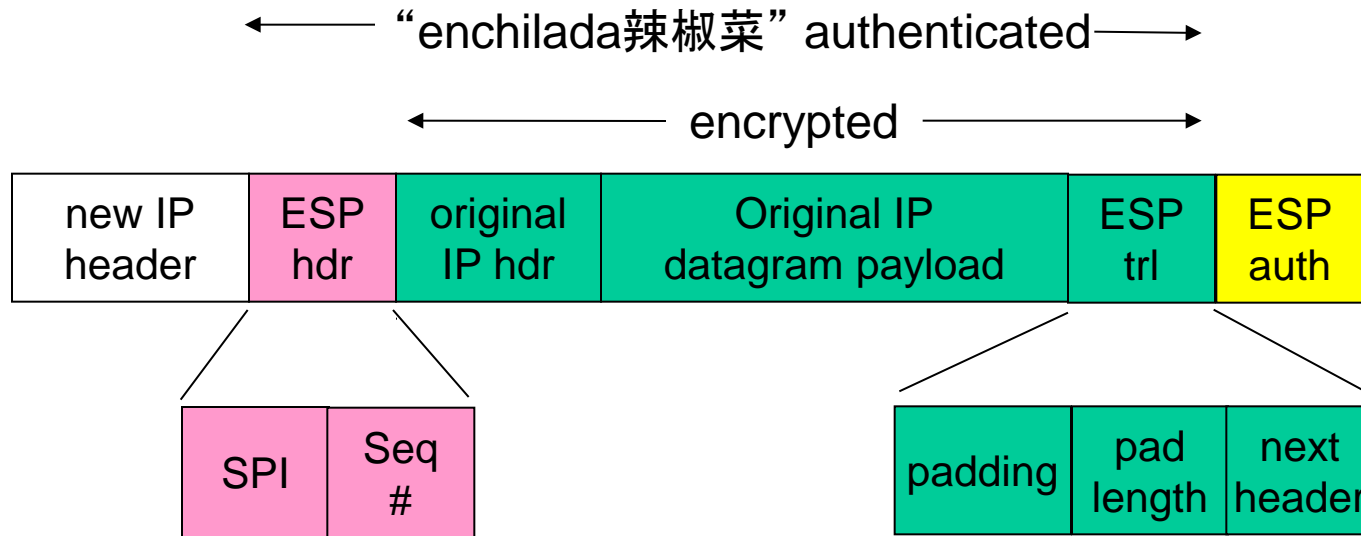 “enchilada辣椒菜” authenticated
encrypted
new IP
header
ESP
hdr
original
IP hdr
Original IP
datagram payload
ESP
trl
ESP
auth
SPI
Seq
#
padding
pad
length
next
header